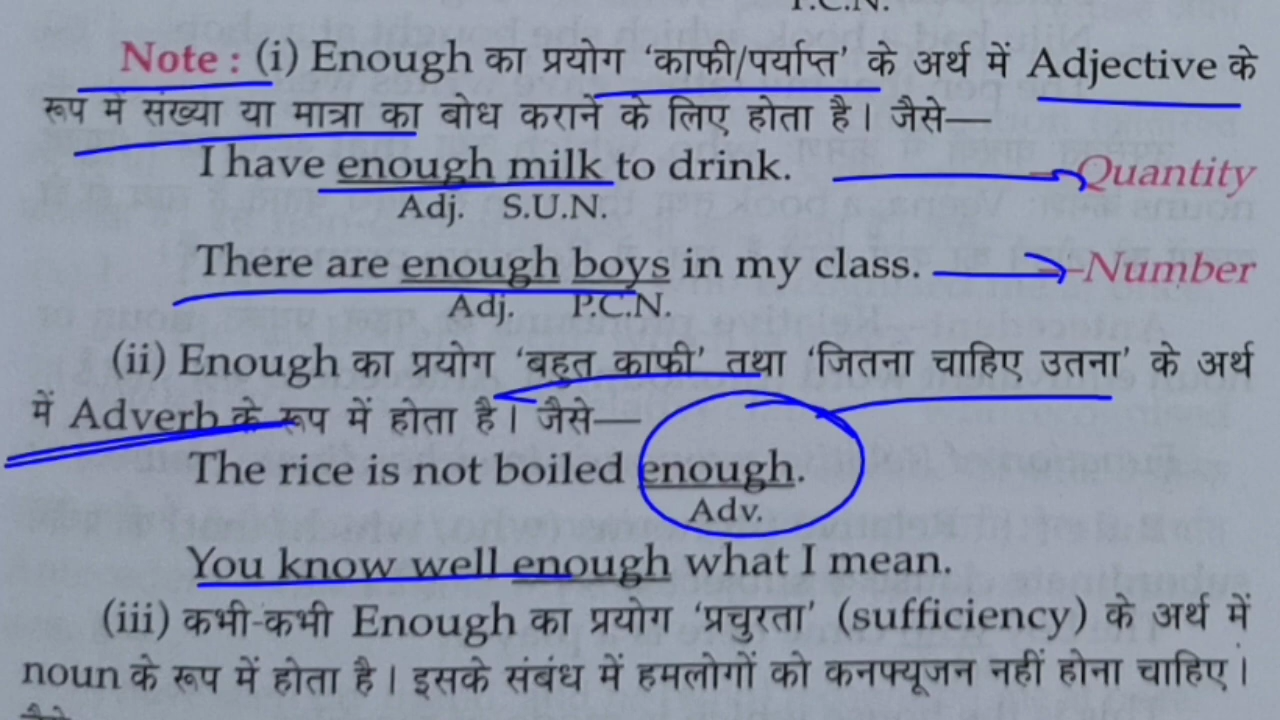 P.C.N.
Note : (i) Enough का प्रयोग ‘काफी/पर्याप्त’ के अर्थ में Adjective के
रूप में संख्या या मात्रा का बोध कराने के लिए होता है। जैसे—
I have enough milk to drink. —Quantity
Adj. S.U.N.
There are enough boys in my class. —Number
Adj. P.C.N.
(ii) Enough का प्रयोग ‘बहुत काफी’ तथा ‘जितना चाहिए उतना’ के अर्थ
में Adverb के रूप में होता है। जैसे—
The rice is not boiled enough.
Adv.
You know well enough what I mean.
(iii) कभी-कभी Enough का प्रयोग ‘प्रचुरता’ (sufficiency) के अर्थ में
noun के रूप में होता है। इसके संबंध में हमलोगों को कनफ्यूजन नहीं होना चाहिए।